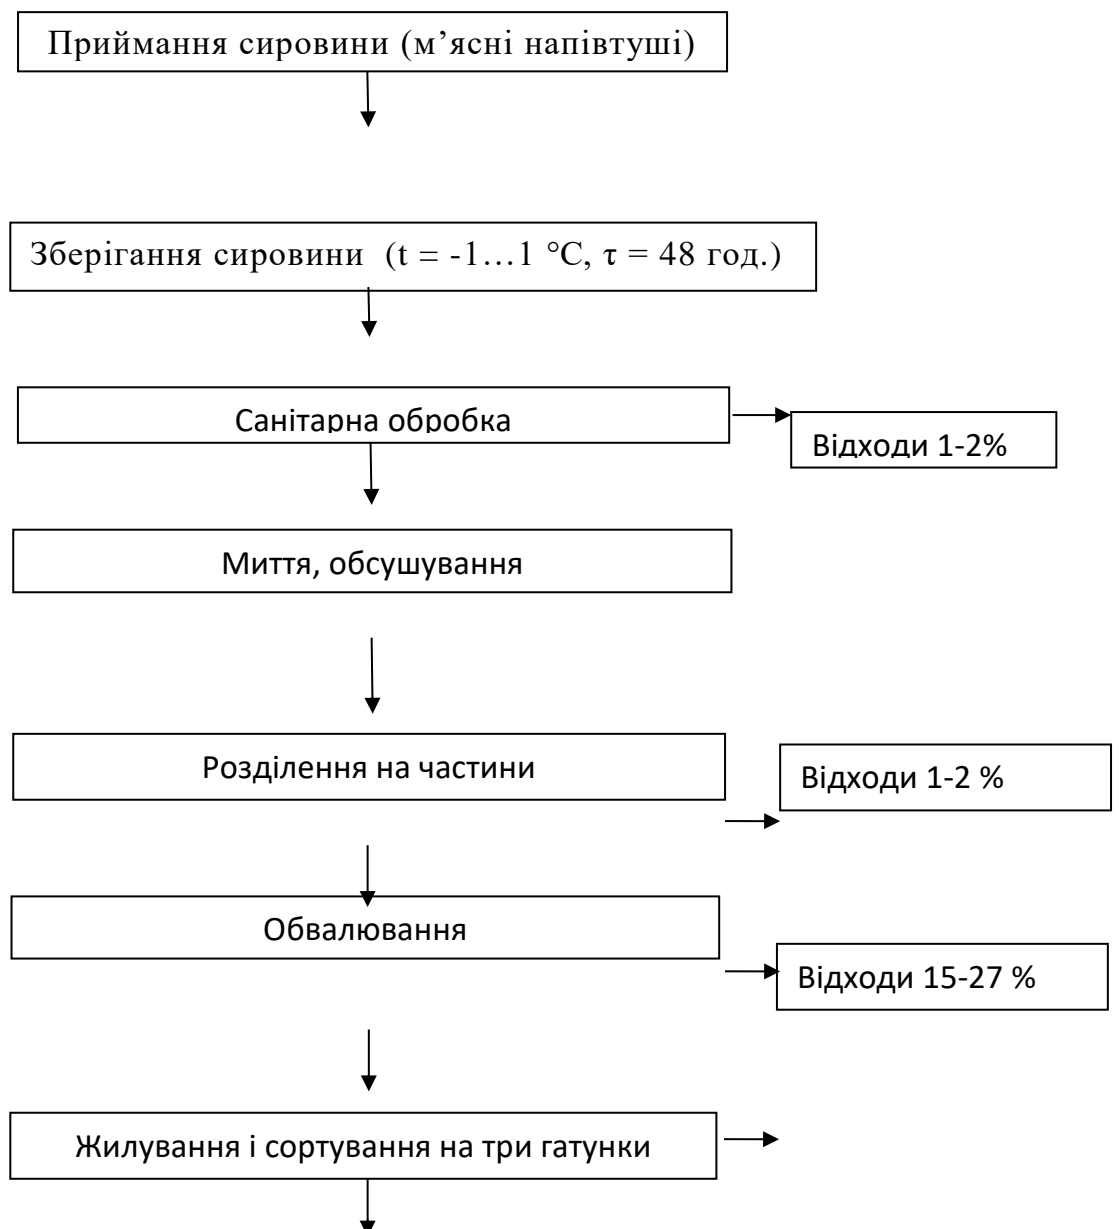 Приймання сировини (м’ясні напівтуші)
Зберігання сировини (t = -1…1 °С, τ = 48 год.)
Санітарна обробка
Відходи 1-2%
Миття, обсушування
Розділення на частини
Відходи 1-2 %
Обвалювання
Відходи 15-27 %
Жилування і сортування на три гатунки